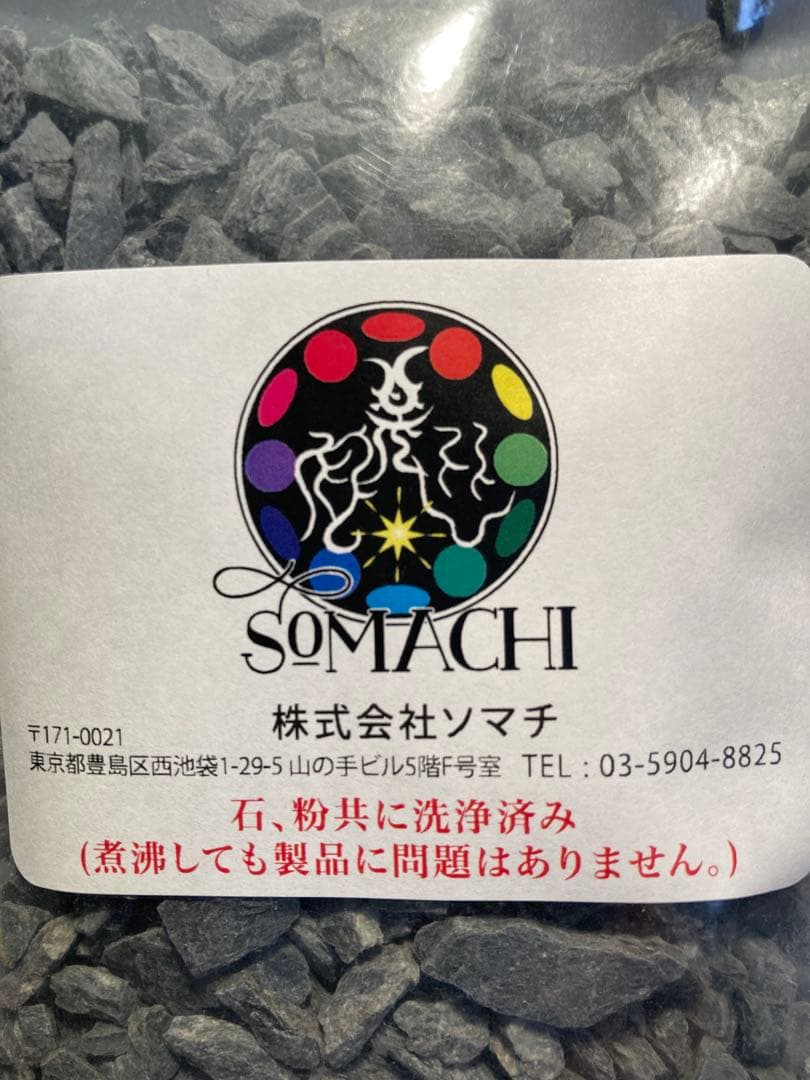 SOMACHI
株式会社ソマチ
〒171-0021
東京都豊島区西池袋1-29-5 山の手ビル5階F号室 TEL : 03-5904-8825
石、粉共に洗浄済み
(煮沸しても製品に問題はありません。)